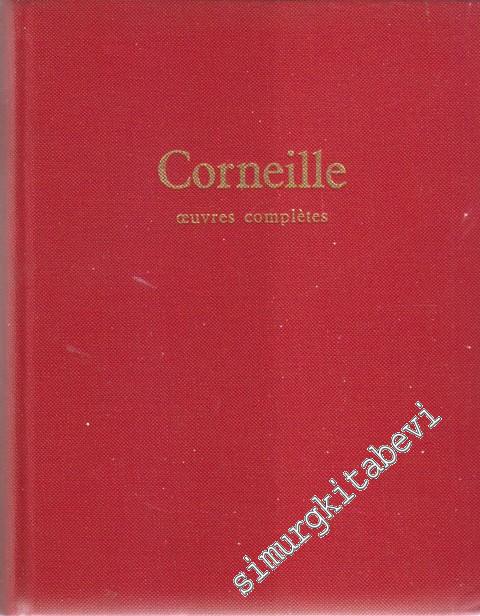 Corneille
œuvres complètes
simurgkitabevi